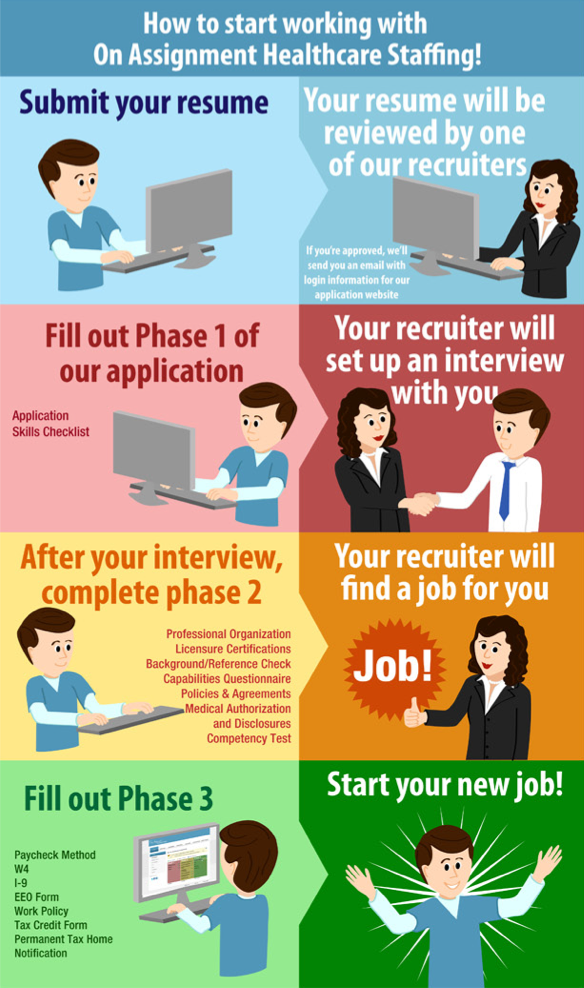 How to start working with
On Assignment Healthcare Staffing!
Submit your resume
Your resume will be
reviewed by one
of our recruiters
If you're approved, we'll
send you an email with
login information for our
application website
Fill out Phase 1 of
our application
Application
Skills Checklist
Your recruiter will
set up an interview
with you
After your interview,
complete phase 2
Professional Organization
Licensure Certifications
Background/Reference Check
Capabilities Questionnaire
Policies & Agreements
Medical Authorization
and Disclosures
Competency Test
Your recruiter will
find a job for you
Job!
Fill out Phase 3
Paycheck Method
W4
I-9
EEO Form
Work Policy
Tax Credit Form
Permanent Tax Home
Notification
Start your new job!